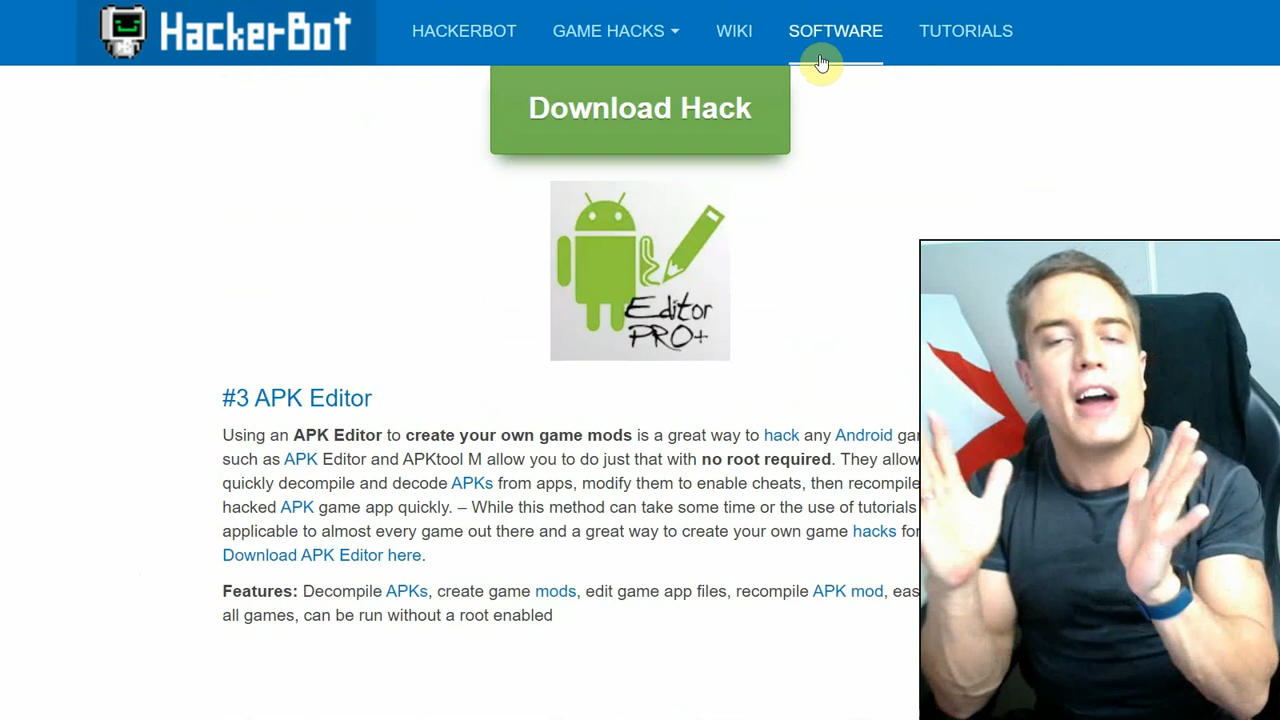 HackerBot
HACKERBOT GAME HACKS WIKI SOFTWARE TUTORIALS
Download Hack
Editor
PRO+
#3 APK Editor
Using an APK Editor to create your own game mods is a great way to hack any Android
such as APK Editor and APKtool M allow you to do just that with no root required. They allow
quickly decompile and decode APKs from apps, modify them to enable cheats, then recompile
hacked APK game app quickly. – While this method can take some time or the use of tutorials
applicable to almost every game out there and a great way to create your own game hacks
Download APK Editor here.
Features: Decompile APKs, create game mods, edit game app files, recompile APK mod,
all games, can be run without a root enabled